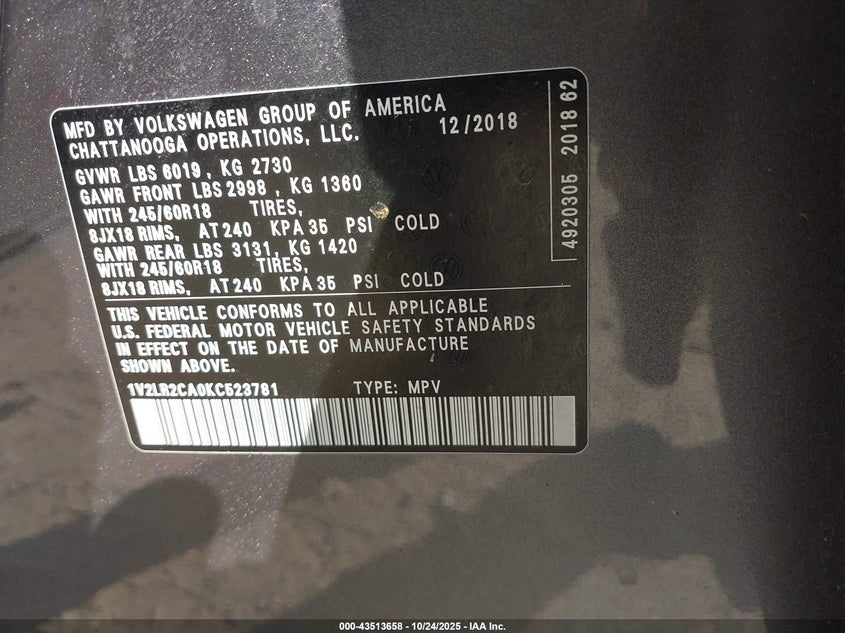 MFD BY VOLKSWAGEN GROUP OF AMERICA
CHATTANOOGA OPERATIONS, LLC. 12/2018
GVWR LBS 6019 , KG 2730
GAWR FRONT LBS 2998 , KG 1360
WITH 245/60R18 TIRES,
8JX18 RIMS, AT 240 KPA 35 PSI COLD
GAWR REAR LBS 3131, KG 1420
WITH 245/60R18 TIRES,
8JX18 RIMS, AT 240 KPA 35 PSI COLD
THIS VEHICLE CONFORMS TO ALL APPLICABLE
U.S. FEDERAL MOTOR VEHICLE SAFETY STANDARDS
IN EFFECT ON THE DATE OF MANUFACTURE
SHOWN ABOVE.
1V2LR2CA0KC523781 TYPE: MPV
4920305 201862
000-43513658 - 10/24/2025 - IAA Inc.